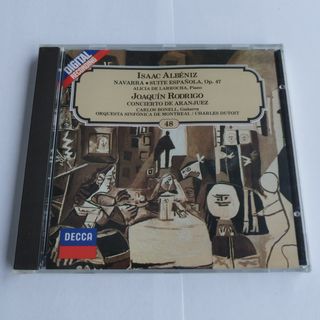 DIGITAL
RECORDING
ISAAC ALBÉNIZ
NAVARRA • SUITE ESPAÑOLA, Op. 47
ALICIA DE LARROCHA, Piano
JOAQUÍN RODRIGO
CONCIERTO DE ARANJUEZ
CARLOS BONELL, Guitarra
ORQUESTA SINFÓNICA DE MONTREAL / CHARLES DUTOIT
48
DECCA